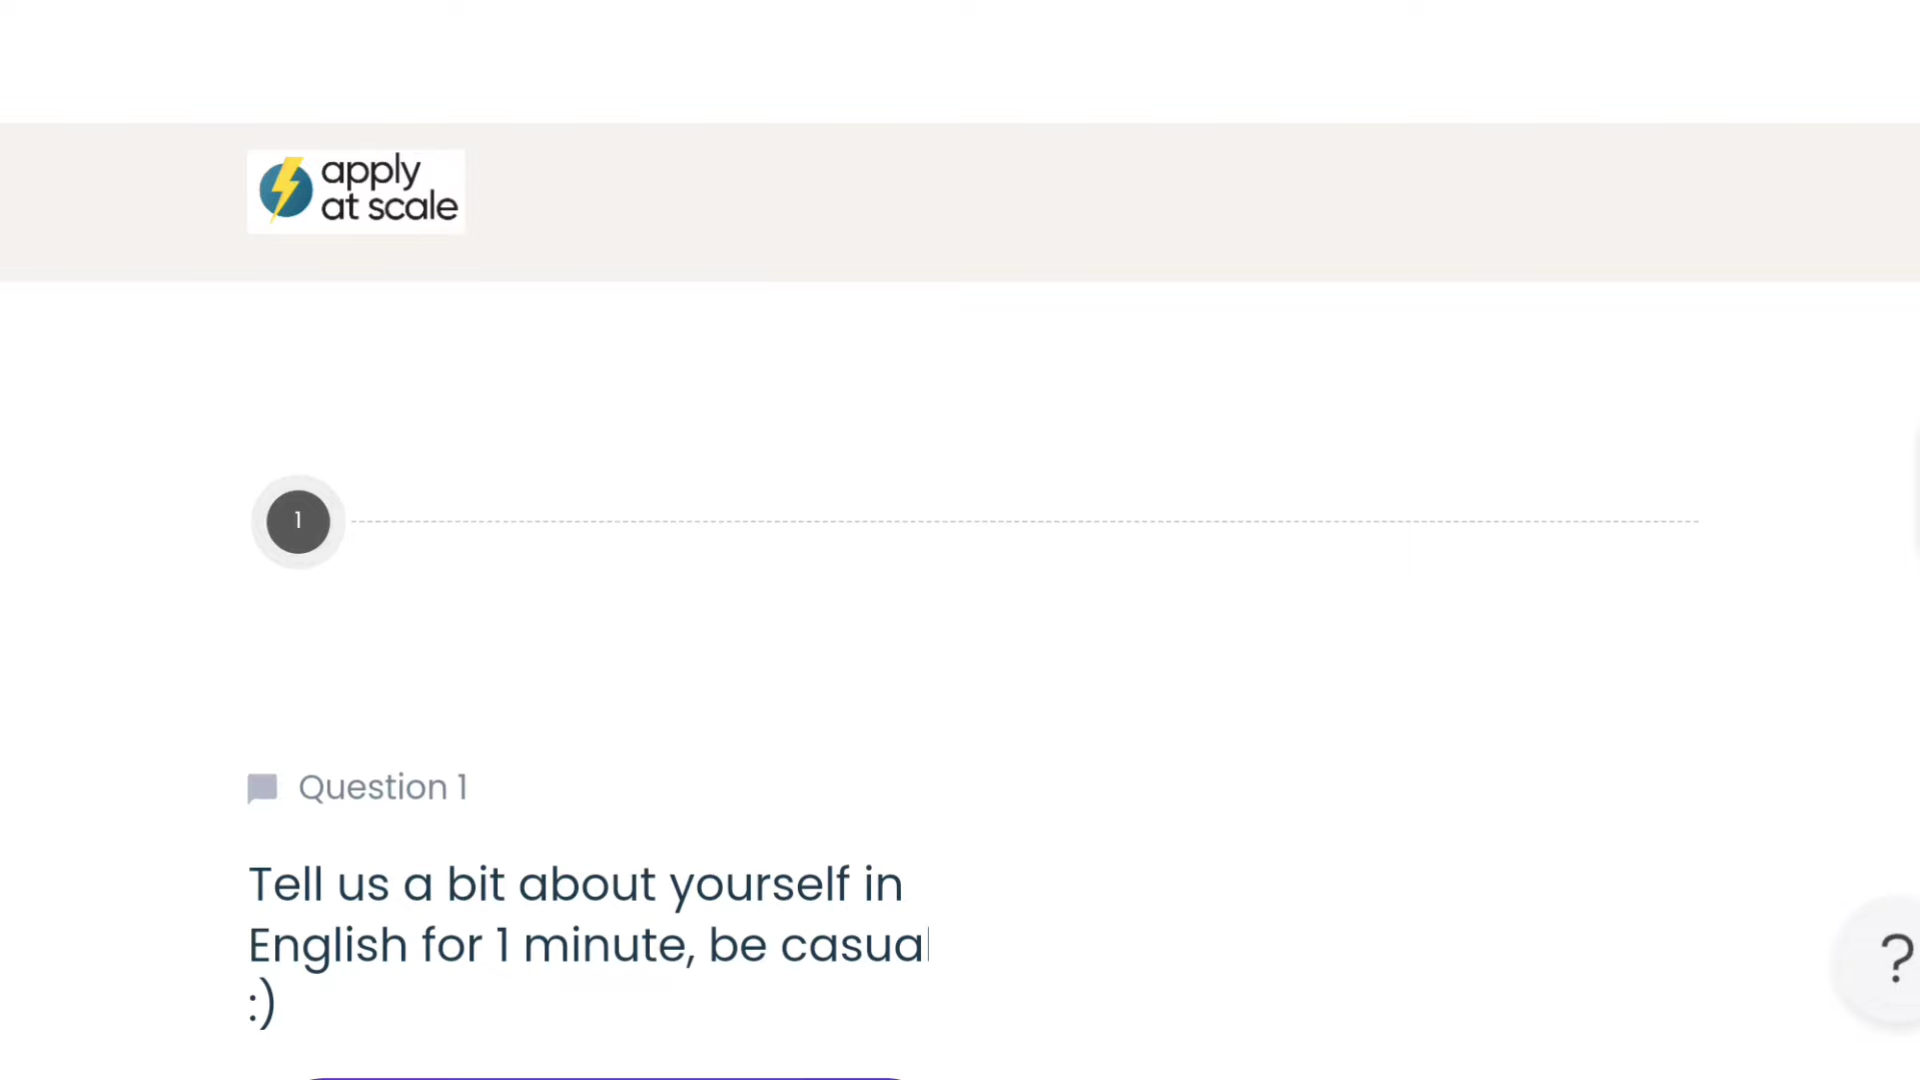 apply
at scale
1
Question 1
Tell us a bit about yourself in
English for 1 minute, be casual
:)
?